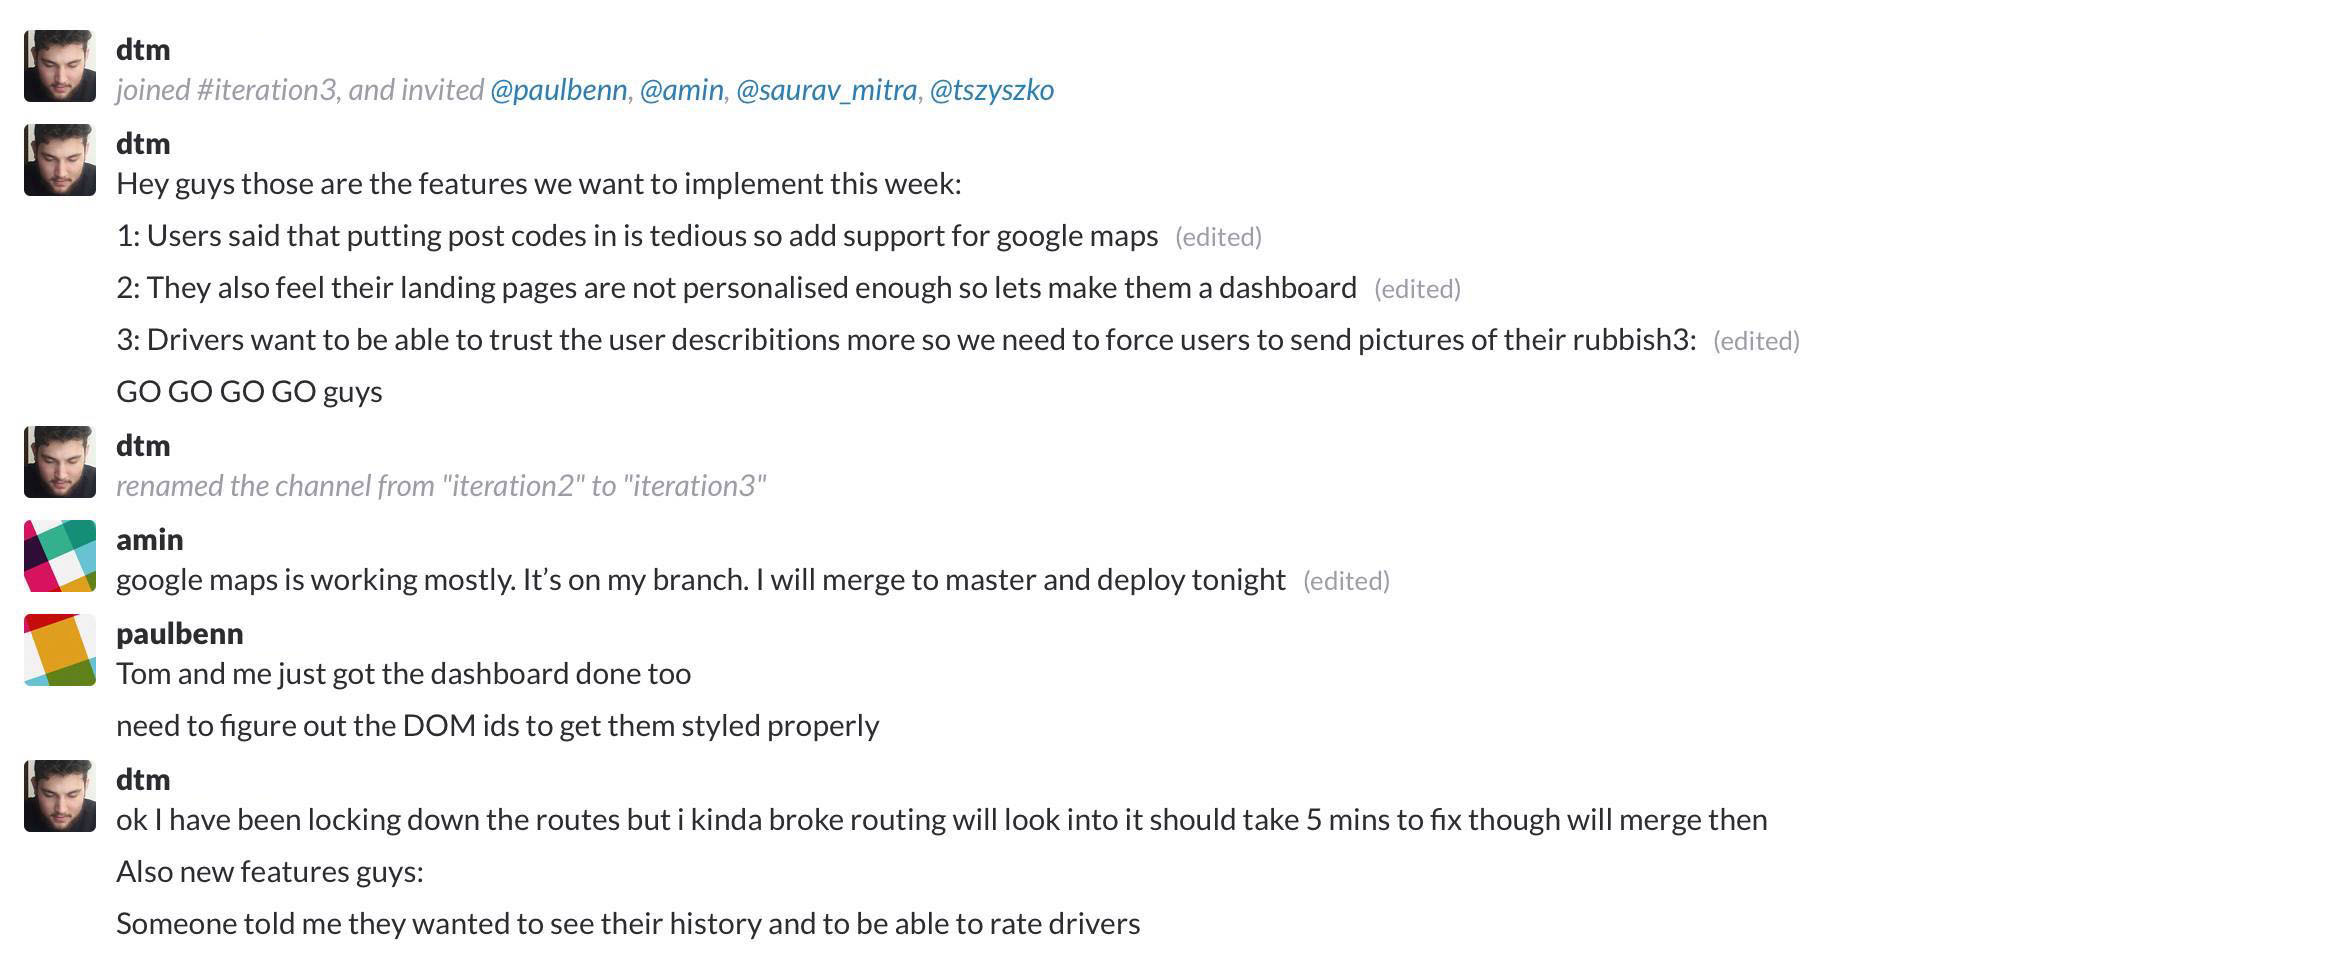 dtm
joined #iteration3, and invited @paulbenn, @amin, @saurav_mitra, @tszyszko
dtm
Hey guys those are the features we want to implement this week:
1: Users said that putting post codes in is tedious so add support for google maps (edited)
2: They also feel their landing pages are not personalised enough so lets make them a dashboard (edited)
3: Drivers want to be able to trust the user describitions more so we need to force users to send pictures of their rubbish3: (edited)
GO GO GO GO guys
dtm
renamed the channel from "iteration2" to "iteration3"
amin
google maps is working mostly. It’s on my branch. I will merge to master and deploy tonight (edited)
paulbenn
Tom and me just got the dashboard done too
need to figure out the DOM ids to get them styled properly
dtm
ok I have been locking down the routes but i kinda broke routing will look into it should take 5 mins to fix though will merge then
Also new features guys:
Someone told me they wanted to see their history and to be able to rate drivers